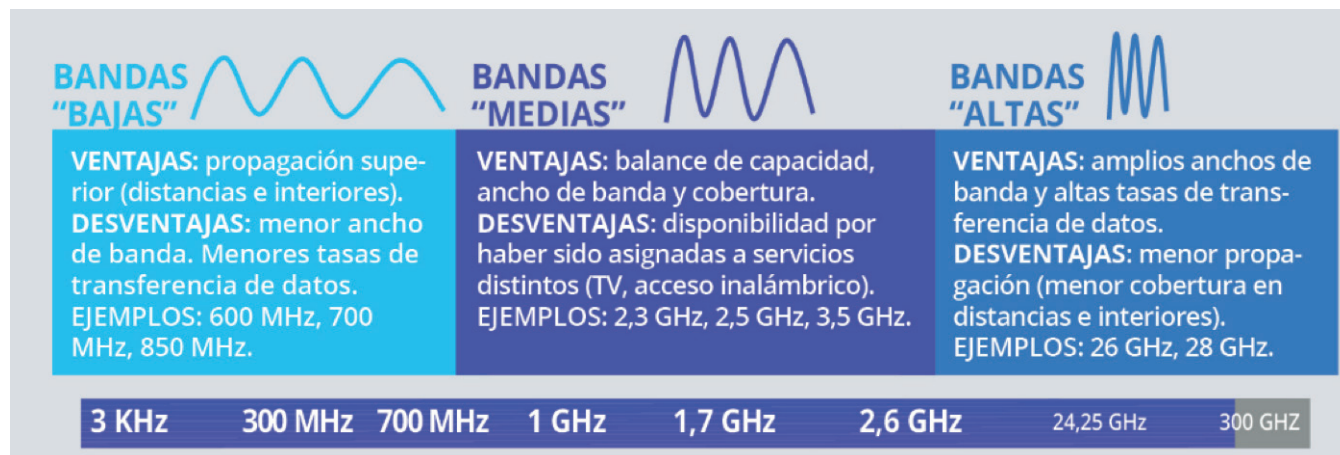 BANDAS
"BAJAS"
VENTAJAS: propagación supe-
rior (distancias e interiores).
DESVENTAJAS: menor ancho
de banda. Menores tasas de
transferencia de datos.
EJEMPLOS: 600 MHz, 700
MHz, 850 MHz.
BANDAS
"MEDIAS"
VENTAJAS: balance de capacidad,
ancho de banda y cobertura.
DESVENTAJAS: disponibilidad por
haber sido asignadas a servicios
distintos (TV, acceso inalámbrico).
EJEMPLOS: 2,3 GHz, 2,5 GHz, 3,5 GHz.
BANDAS
"ALTAS"
VENTAJAS: amplios anchos de
banda y altas tasas de trans-
ferencia de datos.
DESVENTAJAS: menor propa-
gación (menor cobertura en
distancias e interiores).
EJEMPLOS: 26 GHz, 28 GHz.
3 KHz 300 MHz 700 MHz 1 GHz 1,7 GHz 2,6 GHz 24,25 GHz 300 GHZ